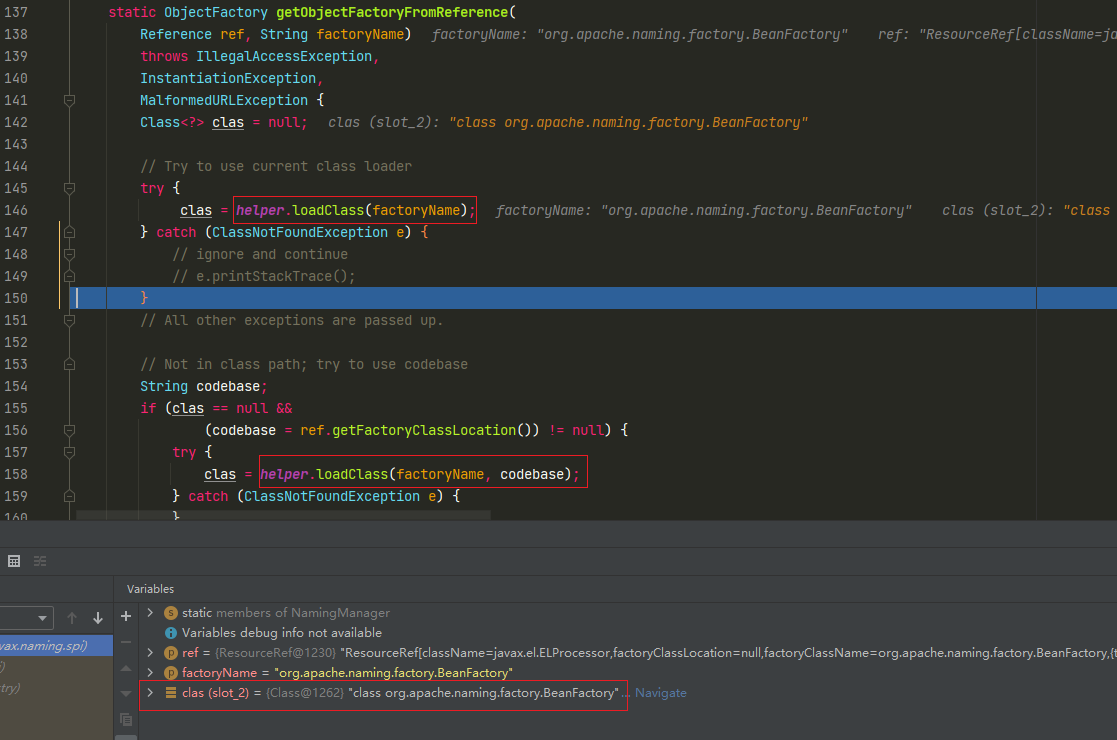 137 static ObjectFactory getObjectFactoryFromReference(
138 Reference ref, String factoryName) factoryName: "org.apache.naming.factory.BeanFactory" ref: "ResourceRef[className=ja
139 throws IllegalAccessException,
140 InstantiationException,
141 MalformedURLException {
142 Class<?> clas = null; clas (slot_2): "class org.apache.naming.factory.BeanFactory"
143
144 // Try to use current class loader
145 try {
146 clas = helper.loadClass(factoryName); factoryName: "org.apache.naming.factory.BeanFactory" clas (slot_2): "class
147 } catch (ClassNotFoundException e) {
148 // ignore and continue
149 // e.printStackTrace();
150 }
151 // All other exceptions are passed up.
152
153 // Not in class path; try to use codebase
154 String codebase;
155 if (clas == null &&
156 (codebase = ref.getFactoryClassLocation()) != null) {
157 try {
158 clas = helper.loadClass(factoryName, codebase);
159 } catch (ClassNotFoundException e) {
160 }
Variables
static members of NamingManager
Variables debug info not available
vax.naming.spi)
ref = {ResourceRef@1230} "ResourceRef[className=javax.el.ELProcessor,factoryClassLocation=null,factoryClassName=org.apache.naming.factory.BeanFactory,{t
factoryName = "org.apache.naming.factory.BeanFactory"
try)
clas (slot_2) = {Class@1262} "class org.apache.naming.factory.BeanFactory"... Navigate